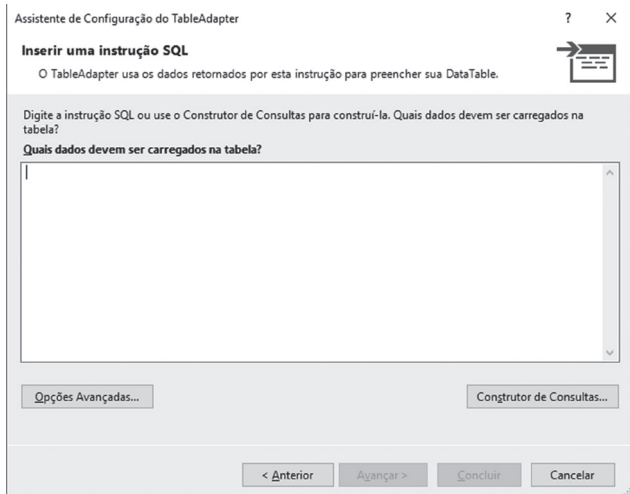 Assistente de Configuração do TableAdapter ? ×
Inserir uma instrução SQL
O TableAdapter usa os dados retornados por esta instrução para preencher sua DataTable.
Digite a instrução SQL ou use o Construtor de Consultas para construí-la. Quais dados devem ser carregados na
tabela?
Quais dados devem ser carregados na tabela?
Opções Avançadas... Construtor de Consultas...
< Anterior Avançar > Concluir Cancelar